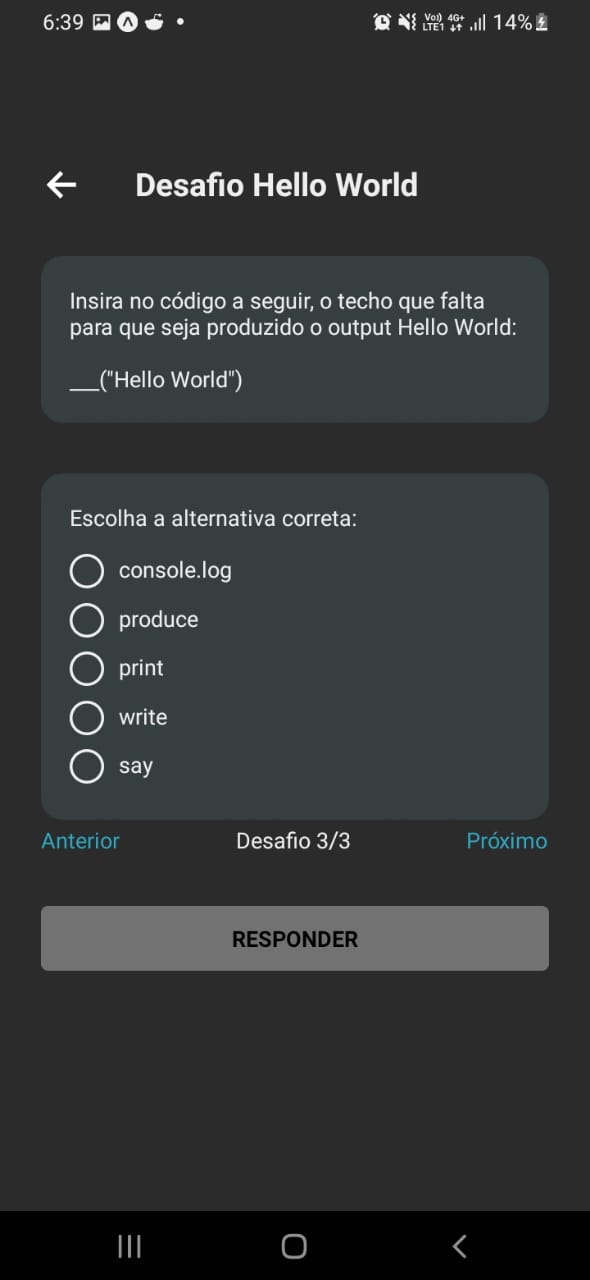 6:39
Vo) 4G+
LTE1
14%
Desafio Hello World
Insira no código a seguir, o techo que falta
para que seja produzido o output Hello World:
___("Hello World")
Escolha a alternativa correta:
console.log
produce
print
write
say
Anterior
Desafio 3/3
Próximo
RESPONDER